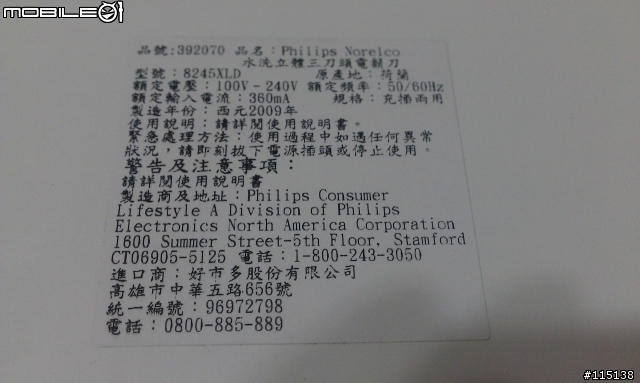 MOBILE01
品號:392070 品名：Philips Norelco
水洗立體三刀頭電鬍刀
型號：8245XLD 原產地：荷蘭
額定電壓：100V－240V 額定頻率：50/60Hz
額定輸入電流：360mA 規格：充插兩用
製造年份：西元2009年
使用說明：請詳閱使用說明書。
緊急處理方法：使用過程中如遇任何異常
狀況，請即刻拔下電源插頭或停止使用。
警告及注意事項：
請詳閱使用說明書
製造商及地址：Philips Consumer
Lifestyle A Division of Philips
Electronics North America Corporation
1600 Summer Street-5th Floor, Stamford
CT06905-5125 電話：1-800-243-3050
進口商：好市多股份有限公司
高雄市中華五路656號
統一編號：96972798
電話：0800-885-889
#115138